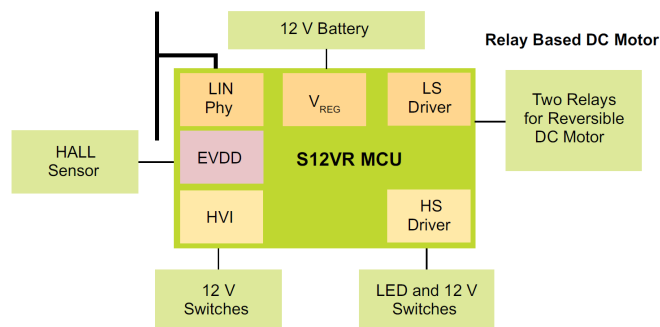 12 V Battery
Relay Based DC Motor
LIN
Phy
VREG
LS
Driver
Two Relays
for Reversible
DC Motor
HALL
Sensor
EVDD
S12VR MCU
HVI
HS
Driver
12 V
Switches
LED and 12 V
Switches